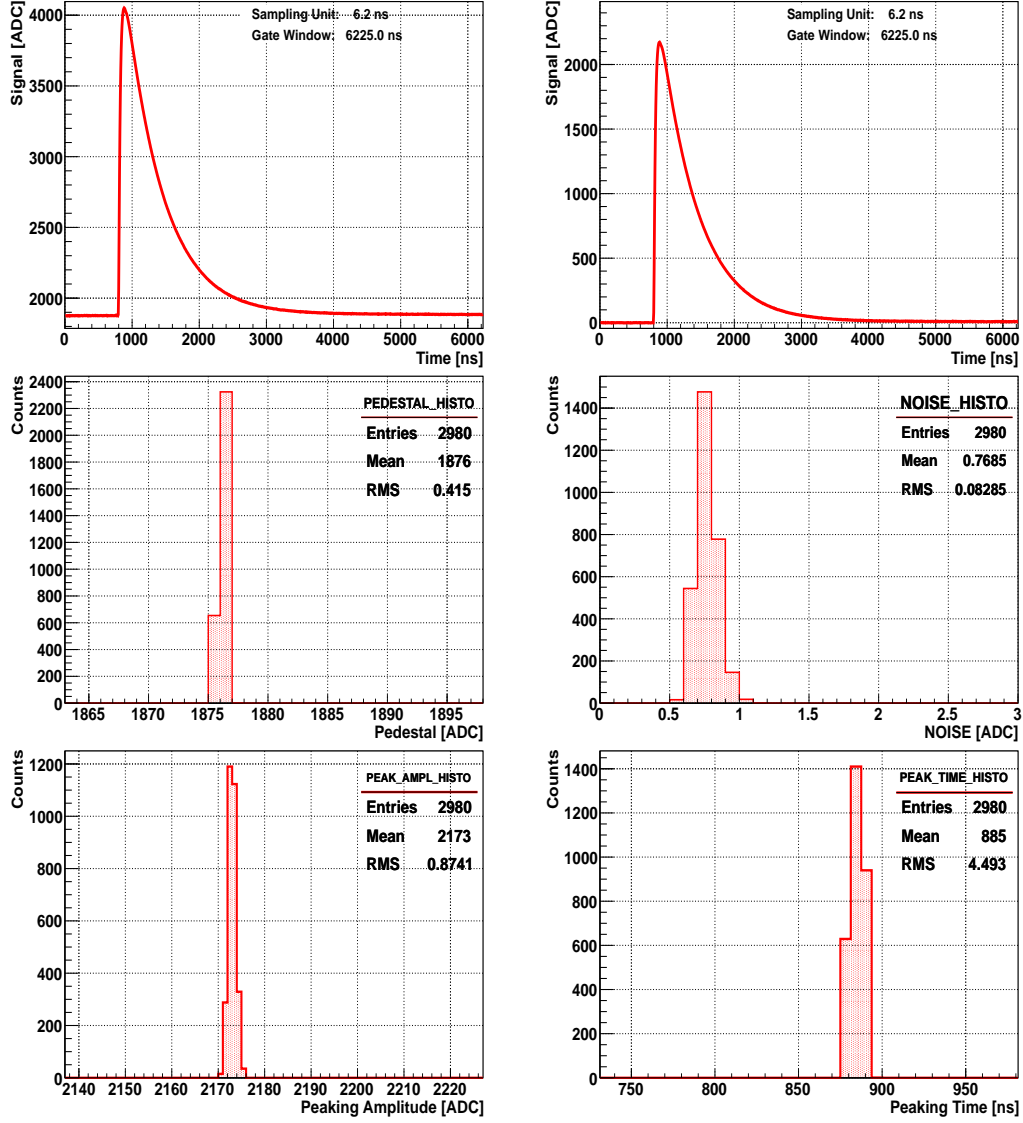 Signal [ADC]
Sampling Unit: 6.2 ns
Gate Window: 6225.0 ns
4000
3500
3000
2500
2000
0 1000 2000 3000 4000 5000 6000
Time [ns]
Signal [ADC]
Sampling Unit: 6.2 ns
Gate Window: 6225.0 ns
2000
1500
1000
500
0
0 1000 2000 3000 4000 5000 6000
Time [ns]
Counts
2400
2200
2000
1800
1600
1400
1200
1000
800
600
400
200
0
PEDESTAL_HISTO
Entries 2980
Mean 1876
RMS 0.415
1865 1870 1875 1880 1885 1890 1895
Pedestal [ADC]
Counts
1400
1200
1000
800
600
400
200
0
NOISE_HISTO
Entries 2980
Mean 0.7685
RMS 0.08285
0 0.5 1 1.5 2 2.5 3
NOISE [ADC]
Counts
1200
1000
800
600
400
200
0
PEAK_AMPL_HISTO
Entries 2980
Mean 2173
RMS 0.8741
2140 2150 2160 2170 2180 2190 2200 2210 2220
Peaking Amplitude [ADC]
Counts
1400
1200
1000
800
600
400
200
0
PEAK_TIME_HISTO
Entries 2980
Mean 885
RMS 4.493
750 800 850 900 950
Peaking Time [ns]